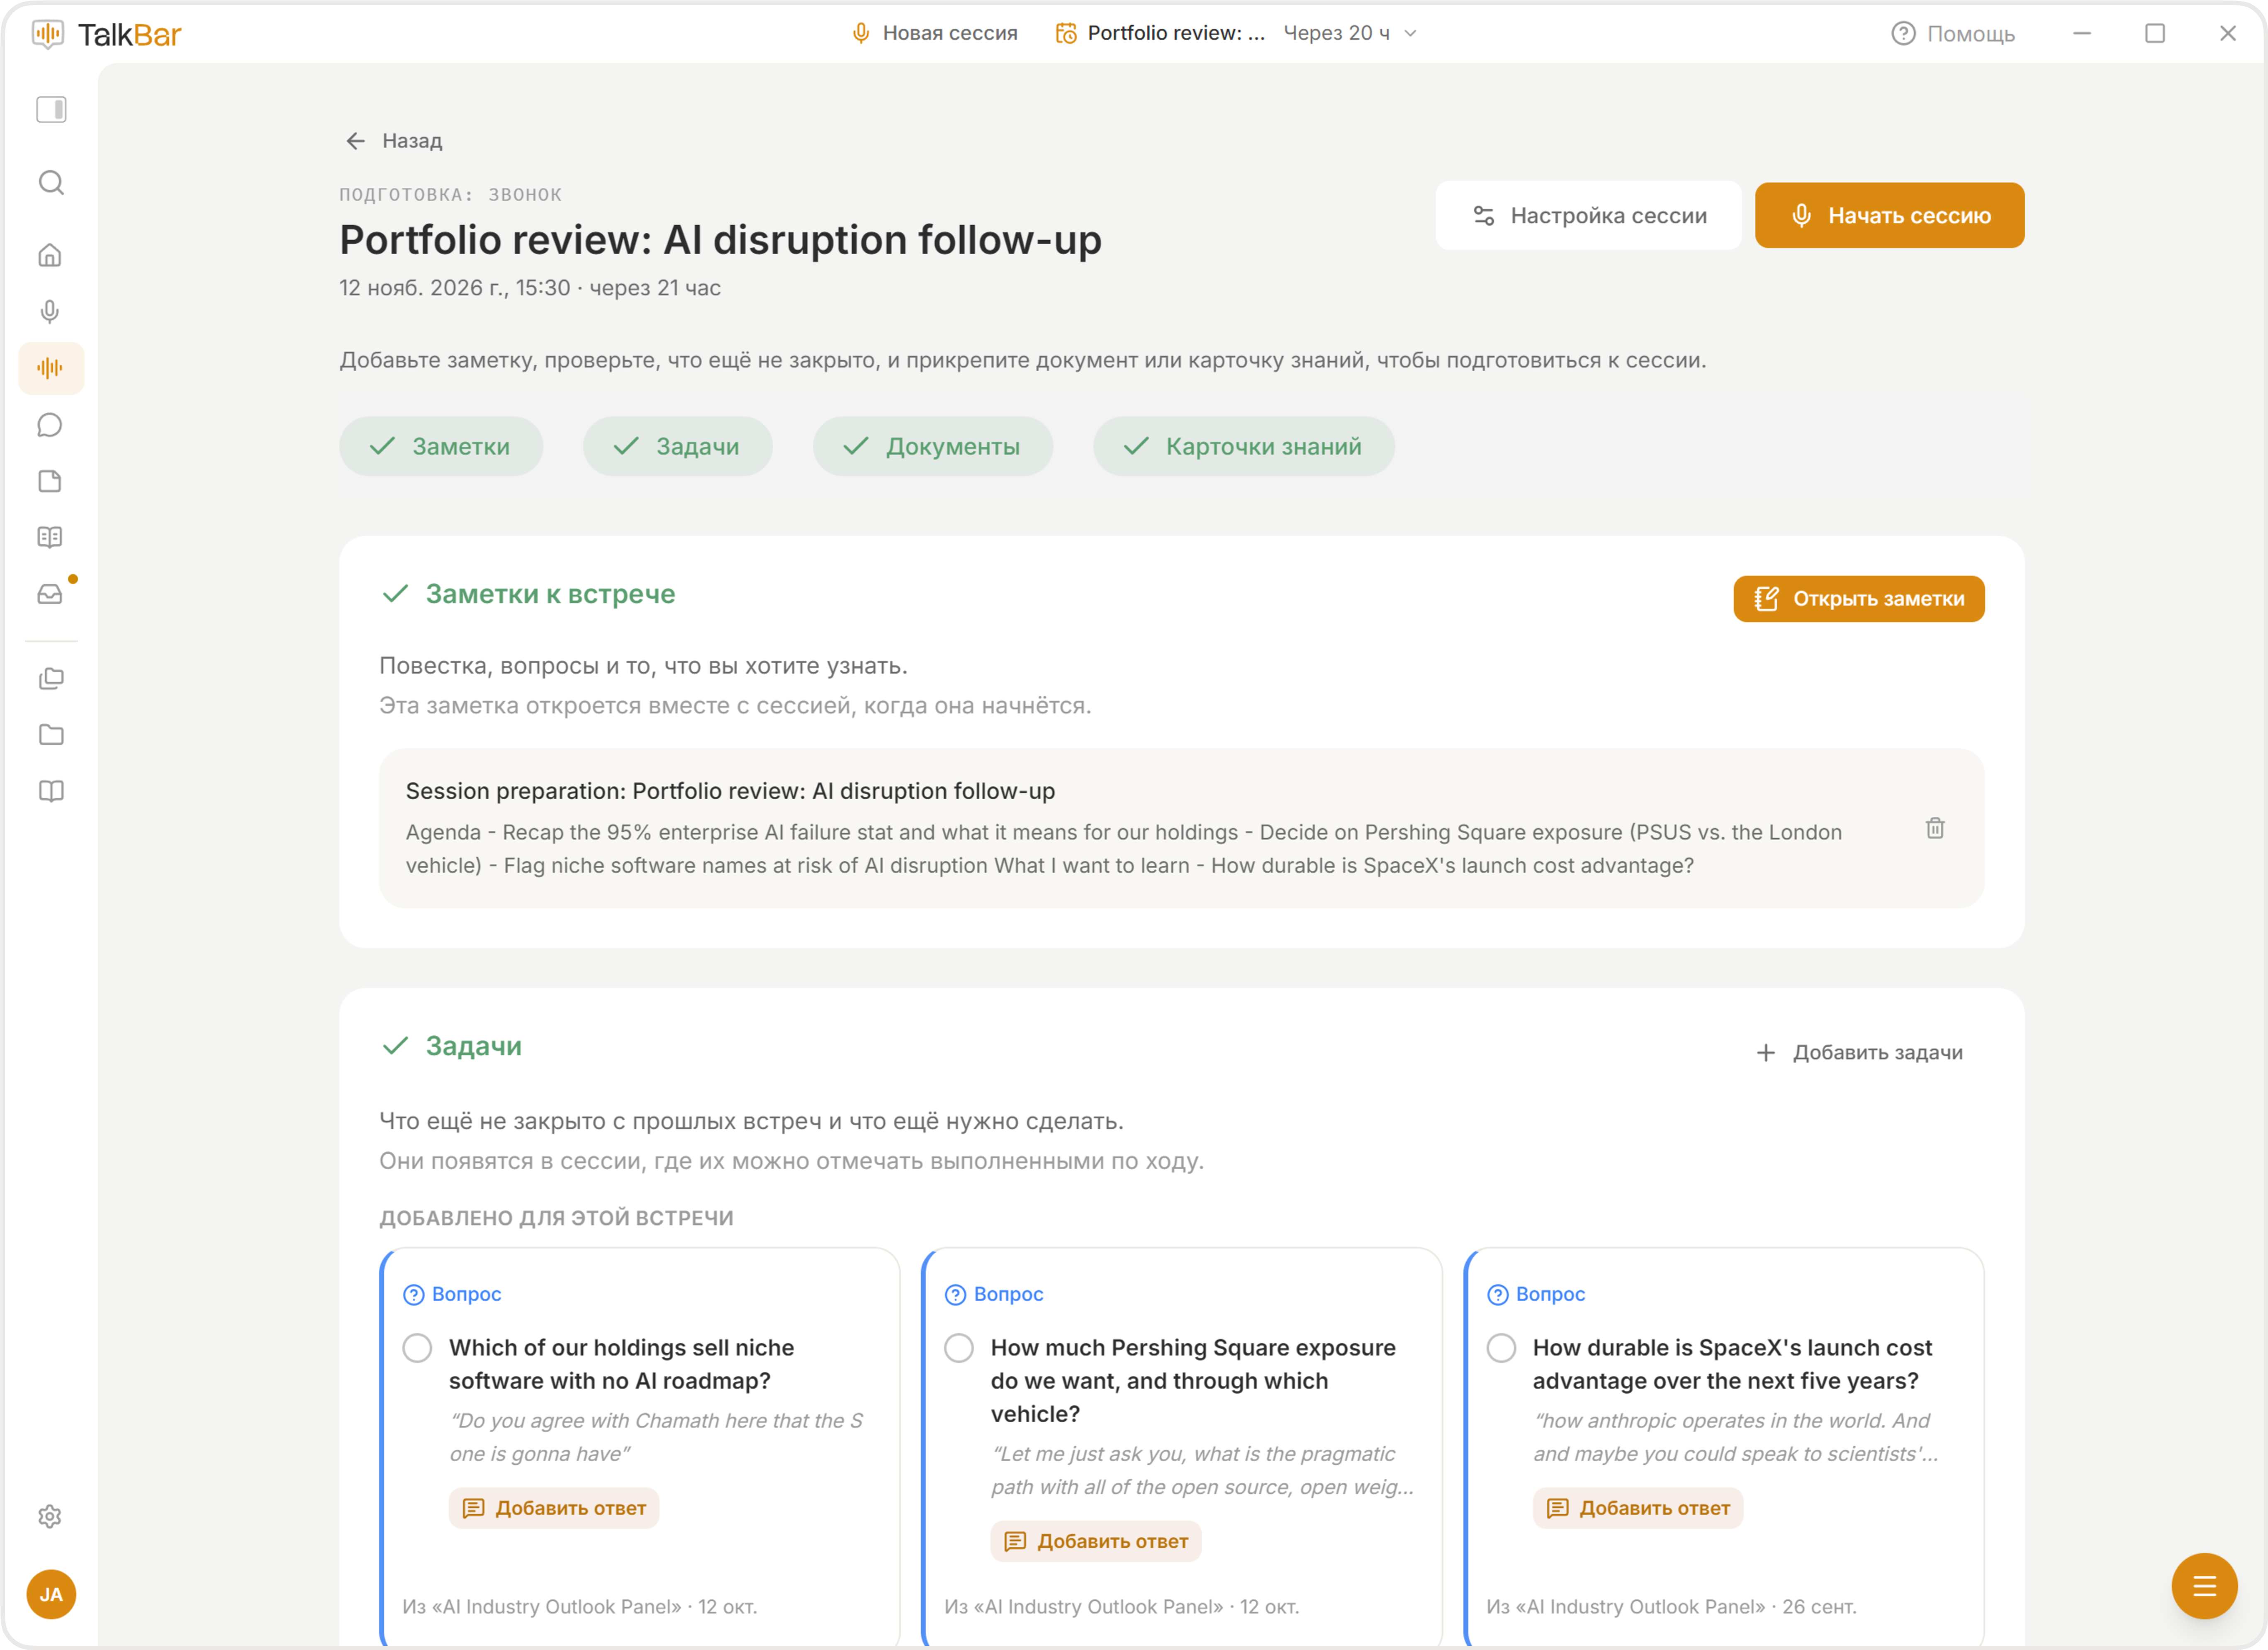 TalkBar
Новая сессия
Portfolio review: ... Через 20 ч
Помощь
Назад
ПОДГОТОВКА: ЗВОНОК
Portfolio review: AI disruption follow-up
12 нояб. 2026 г., 15:30 · через 21 час
Настройка сессии
Начать сессию
Добавьте заметку, проверьте, что ещё не закрыто, и прикрепите документ или карточку знаний, чтобы подготовиться к сессии.
Заметки
Задачи
Документы
Карточки знаний
Заметки к встрече
Открыть заметки
Повестка, вопросы и то, что вы хотите узнать.
Эта заметка откроется вместе с сессией, когда она начнётся.
Session preparation: Portfolio review: AI disruption follow-up
Agenda - Recap the 95% enterprise AI failure stat and what it means for our holdings - Decide on Pershing Square exposure (PSUS vs. the London
vehicle) - Flag niche software names at risk of AI disruption What I want to learn - How durable is SpaceX's launch cost advantage?
Задачи
Добавить задачи
Что ещё не закрыто с прошлых встреч и что ещё нужно сделать.
Они появятся в сессии, где их можно отмечать выполненными по ходу.
ДОБАВЛЕНО ДЛЯ ЭТОЙ ВСТРЕЧИ
Вопрос
Which of our holdings sell niche
software with no AI roadmap?
“Do you agree with Chamath here that the S
one is gonna have”
Добавить ответ
Из «AI Industry Outlook Panel» · 12 окт.
Вопрос
How much Pershing Square exposure
do we want, and through which
vehicle?
“Let me just ask you, what is the pragmatic
path with all of the open source, open weig...
Добавить ответ
Из «AI Industry Outlook Panel» · 12 окт.
Вопрос
How durable is SpaceX's launch cost
advantage over the next five years?
“how anthropic operates in the world. And
and maybe you could speak to scientists'...
Добавить ответ
Из «AI Industry Outlook Panel» · 26 сент.
JA